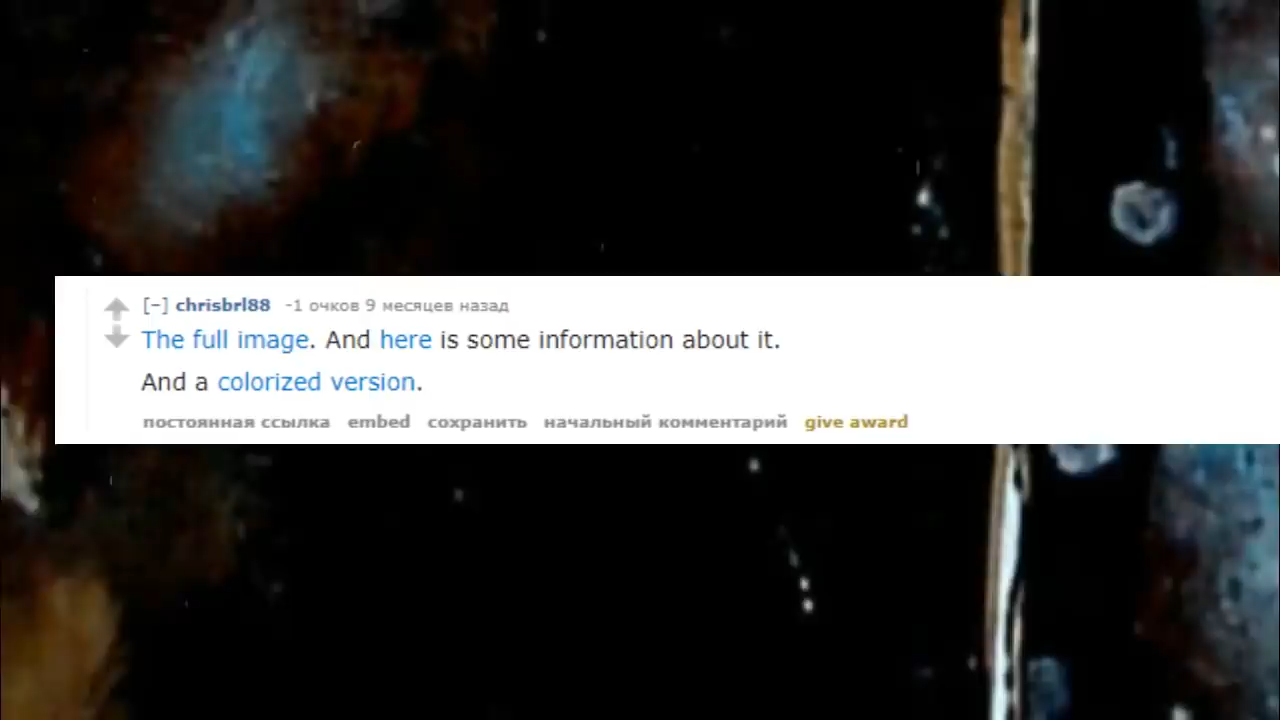 [–] chrisbrl88 -1 очков 9 месяцев назад
The full image. And here is some information about it.
And a colorized version.
постоянная ссылка embed сохранить начальный комментарий give award